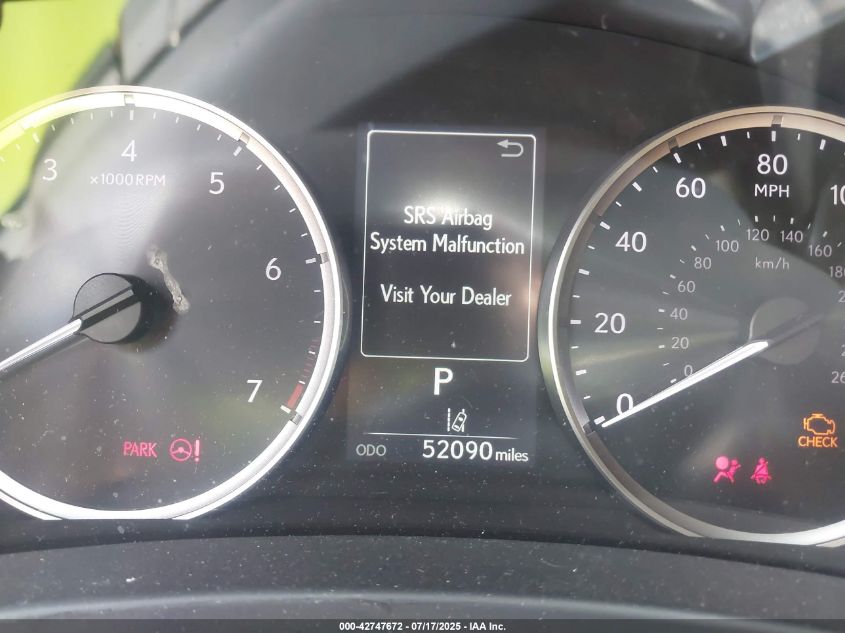 3
4
5
6
7
×1000 RPM
PARK
!
SRS Airbag
System Malfunction
Visit Your Dealer
P
ODO 52090 miles
0
20
40
60
80
MPH
0
20
40
60
80
100
120
140
160
km/h
CHECK
000-42747672 / 07/17/2025 - IAA Inc.